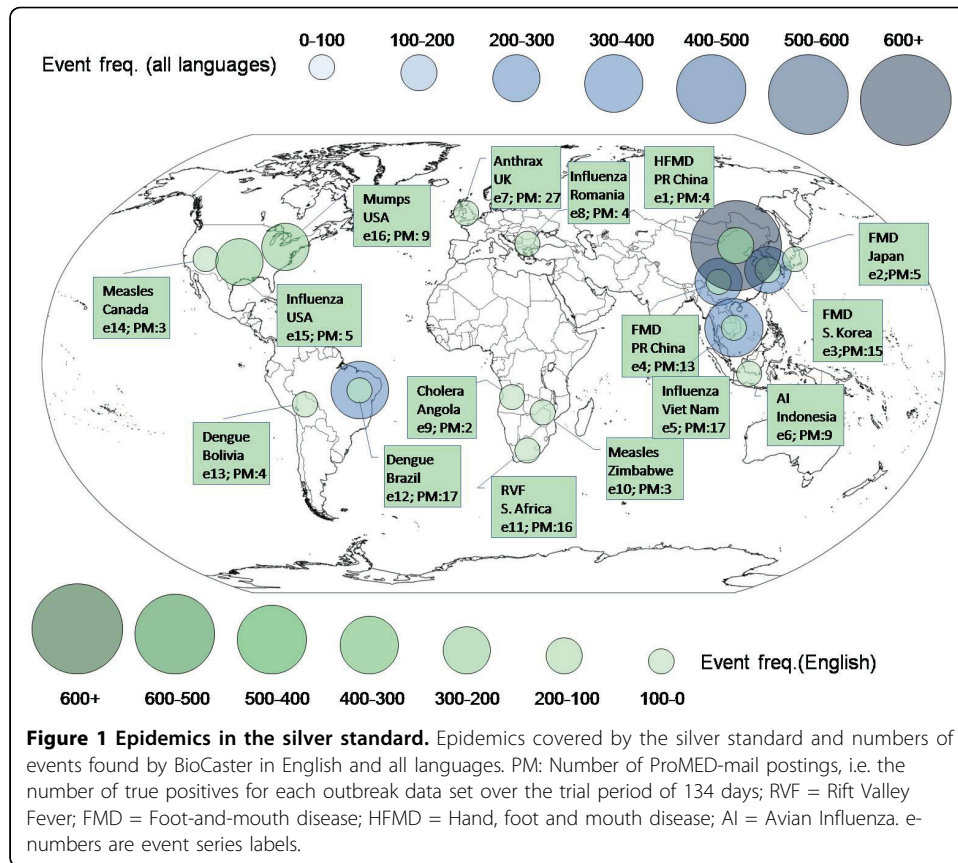 0-100 100-200 200-300 300-400 400-500 500-600 600+
Event freq. (all languages)
Anthrax
UK
e7; PM: 27
Influenza
Romania
e8; PM: 4
HFMD
PR China
e1; PM:4
Mumps
USA
e16; PM: 9
FMD
Japan
e2;PM:5
Measles
Canada
e14; PM:3
Influenza
USA
e15; PM: 5
FMD
PR China
e4; PM:13
FMD
S. Korea
e3;PM:15
Cholera
Angola
e9; PM:2
Influenza
Viet Nam
e5; PM:17
AI
Indonesia
e6; PM:9
Dengue
Bolivia
e13; PM:4
Dengue
Brazil
e12; PM:17
Measles
Zimbabwe
e10; PM:3
RVF
S. Africa
e11; PM:16
Event freq.(English)
600+ 600-500 500-400 400-300 300-200 200-100 100-0
Figure 1 Epidemics in the silver standard. Epidemics covered by the silver standard and numbers of
events found by BioCaster in English and all languages. PM: Number of ProMED-mail postings, i.e. the
number of true positives for each outbreak data set over the trial period of 134 days; RVF = Rift Valley
Fever; FMD = Foot-and-mouth disease; HFMD = Hand, foot and mouth disease; AI = Avian Influenza. e-
numbers are event series labels.